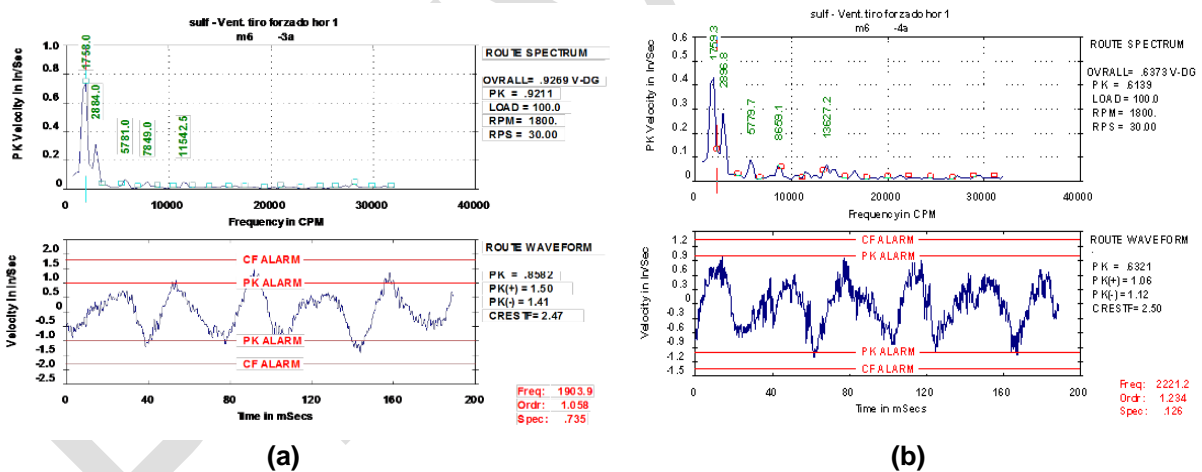 sulf - Vent. tiro forzado hor 1
m6 -3a
PK Velocity in In/Sec
1.0
0.8
0.6
0.4
0.2
0
1758.0
2884.0
5781.0
7849.0
11542.5
0 10000 20000 30000 40000
Frequency in CPM
ROUTE SPECTRUM
OVRALL= .9269 V-DG
PK = .9211
LOAD = 100.0
RPM = 1800.
RPS = 30.00
Velocity in In/Sec
2.0
1.5
1.0
0.5
0
-0.5
-1.0
-1.5
-2.0
-2.5
CF ALARM
PK ALARM
PK ALARM
CF ALARM
0 40 80 120 160 200
Time in mSecs
ROUTE WAVEFORM
PK = .8582
PK(+) = 1.50
PK(-) = 1.41
CRESTF= 2.47
Freq: 1903.9
Ordr: 1.058
Spec: .735
(a)
sulf - Vent. tiro forzado hor 1
m6 -4a
PK Velocity in In/Sec
0.6
0.5
0.4
0.3
0.2
0.1
0
1759.3
2896.8
5779.7
8659.1
13627.2
0 10000 20000 30000 40000
Frequency in CPM
ROUTE SPECTRUM
OVRALL= .6373 V-DG
PK = .6139
LOAD = 100.0
RPM = 1800.
RPS = 30.00
Velocity in In/Sec
1.2
0.9
0.6
0.3
0
-0.3
-0.6
-0.9
-1.2
-1.5
CF ALARM
PK ALARM
PK ALARM
CF ALARM
0 40 80 120 160 200
Time in mSecs
ROUTE WAVEFORM
PK = .6321
PK(+) = 1.06
PK(-) = 1.12
CRESTF= 2.50
Freq: 2221.2
Ordr: 1.234
Spec: .126
(b)